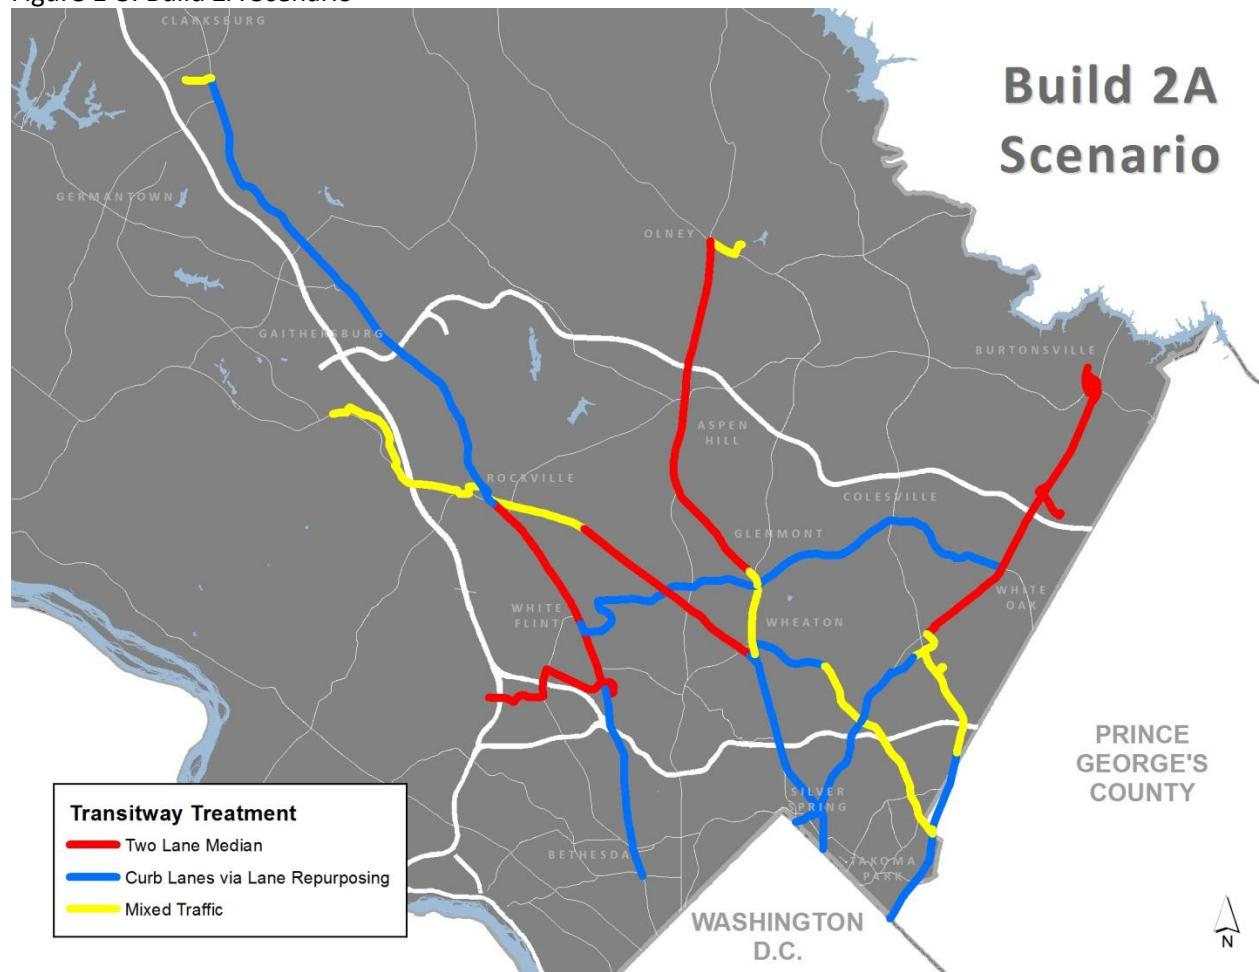 CLARKSBURG
Build 2A
Scenario
GERMANTOWN
OLNEY
GAITHERSBURG
BURTONSVILLE
ASPEN
HILL
ROCKVILLE
COLESVILLE
GLENMONT
WHITE
OAK
WHITE
FLINT
WHEATON
PRINCE
GEORGE'S
COUNTY
SILVER
SPRING
BETHESDA
TAKOMA
PARK
WASHINGTON
D.C.
Transitway Treatment
Two Lane Median
Curb Lanes via Lane Repurposing
Mixed Traffic
N